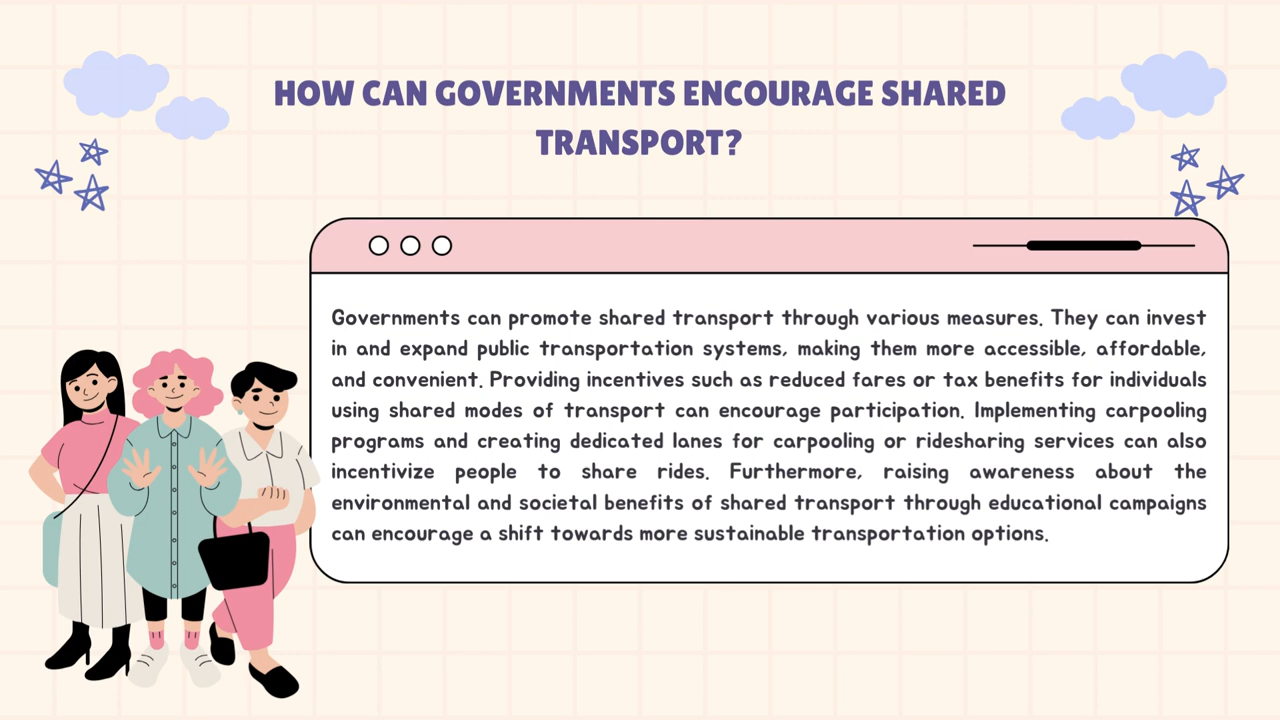 HOW CAN GOVERNMENTS ENCOURAGE SHARED
TRANSPORT?
Governments can promote shared transport through various measures. They can invest
in and expand public transportation systems, making them more accessible, affordable,
and convenient. Providing incentives such as reduced fares or tax benefits for individuals
using shared modes of transport can encourage participation. Implementing carpooling
programs and creating dedicated lanes for carpooling or ridesharing services can also
incentivize people to share rides. Furthermore, raising awareness about the
environmental and societal benefits of shared transport through educational campaigns
can encourage a shift towards more sustainable transportation options.